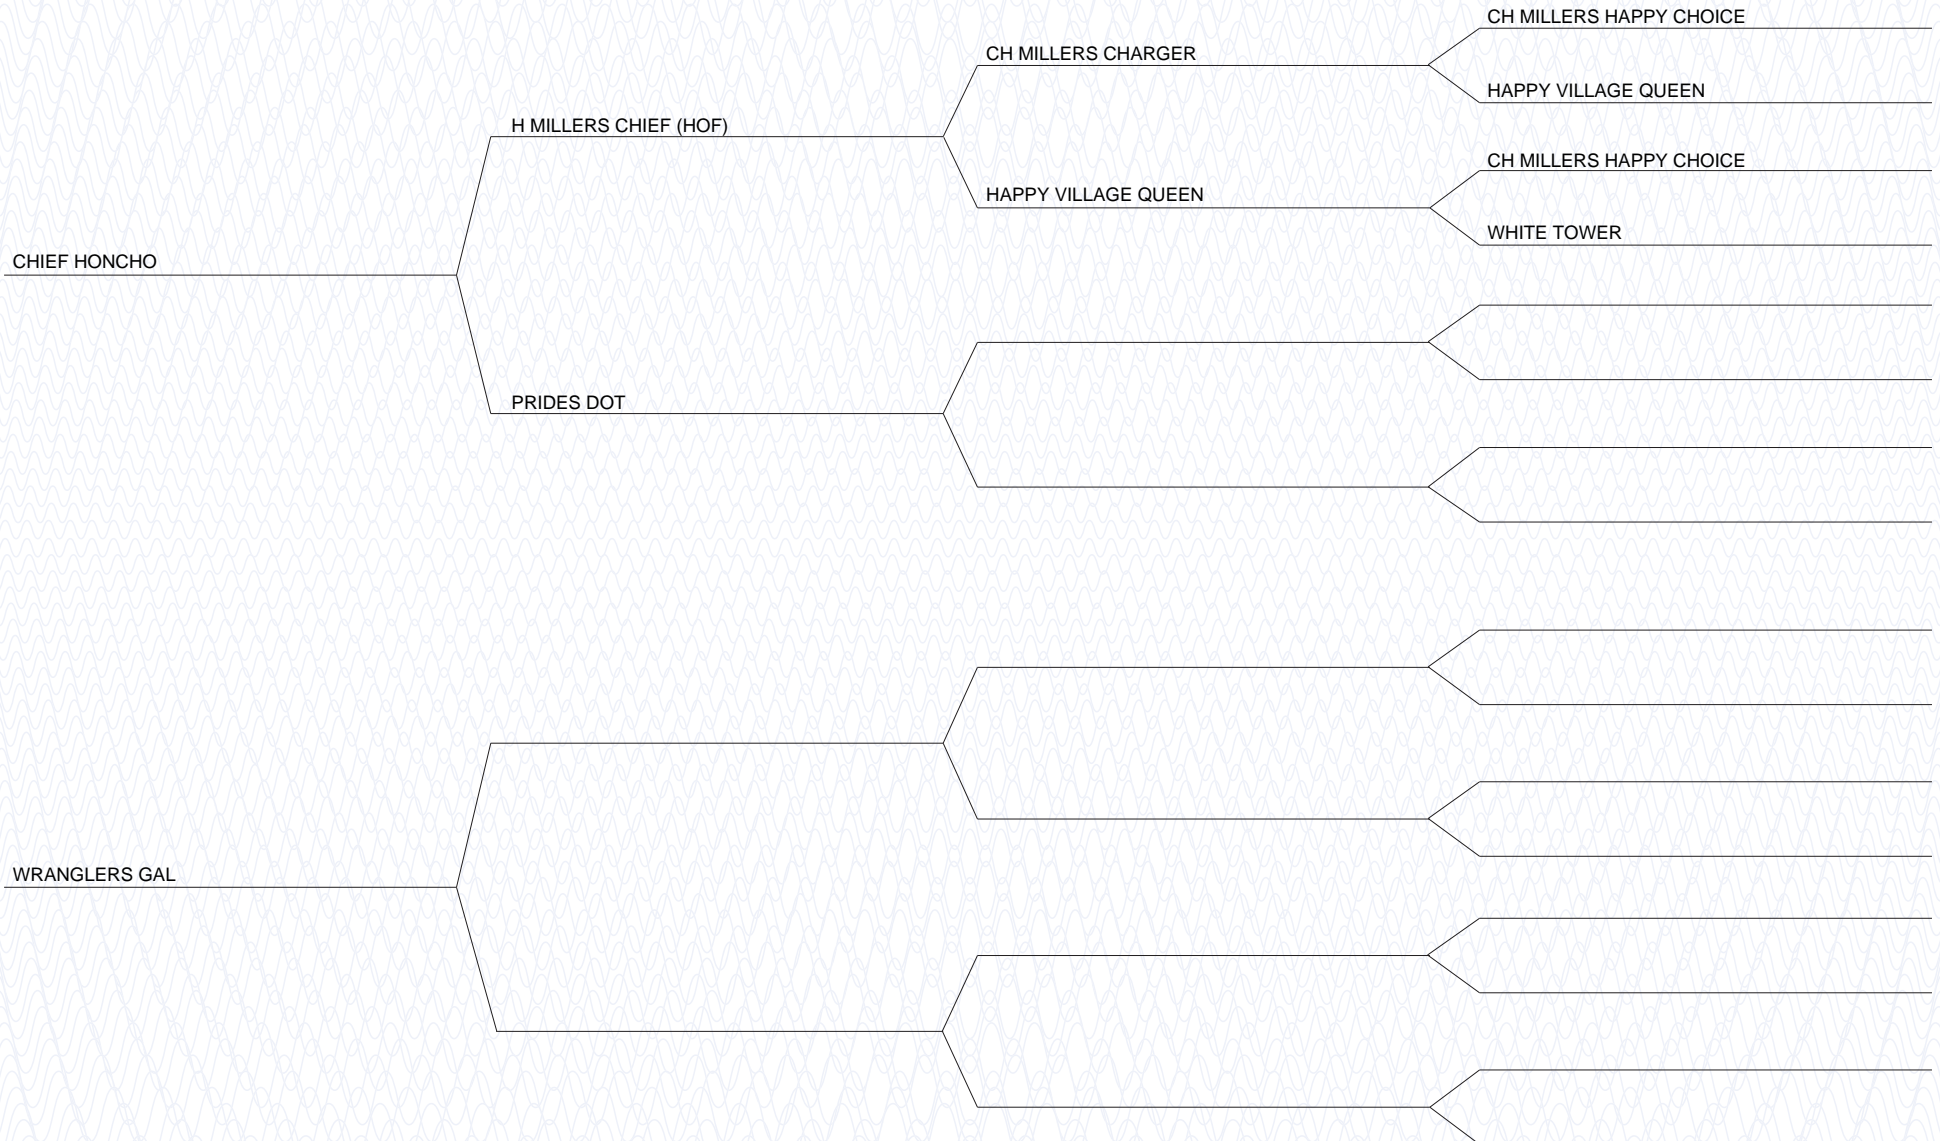 CH MILLERS HAPPY CHOICE
CH MILLERS CHARGER
HAPPY VILLAGE QUEEN
H MILLERS CHIEF (HOF)
CH MILLERS HAPPY CHOICE
HAPPY VILLAGE QUEEN
WHITE TOWER
CHIEF HONCHO
PRIDES DOT
WRANGLERS GAL